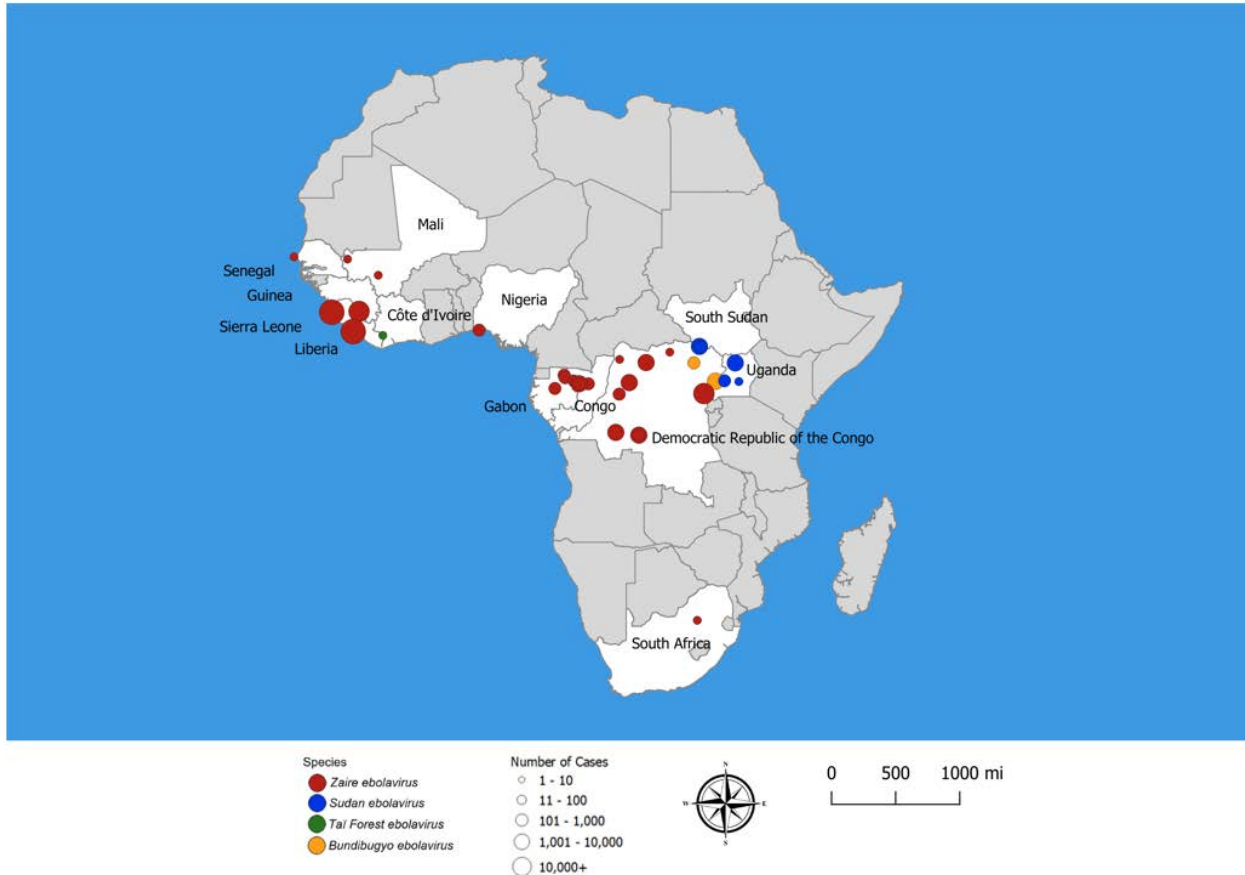 Mali
Senegal
Nigeria
Guinea
Côte d'Ivoire
South Sudan
Sierra Leone
Liberia
Uganda
Gabon
Congo
Democratic Republic of the Congo
South Africa
Species
Zaire ebolavirus
Sudan ebolavirus
Taï Forest ebolavirus
Bundibugyo ebolavirus
Number of Cases
1 - 10
11 - 100
101 - 1,000
1,001 - 10,000
10,000+
N
W E
S
0 500 1000 mi